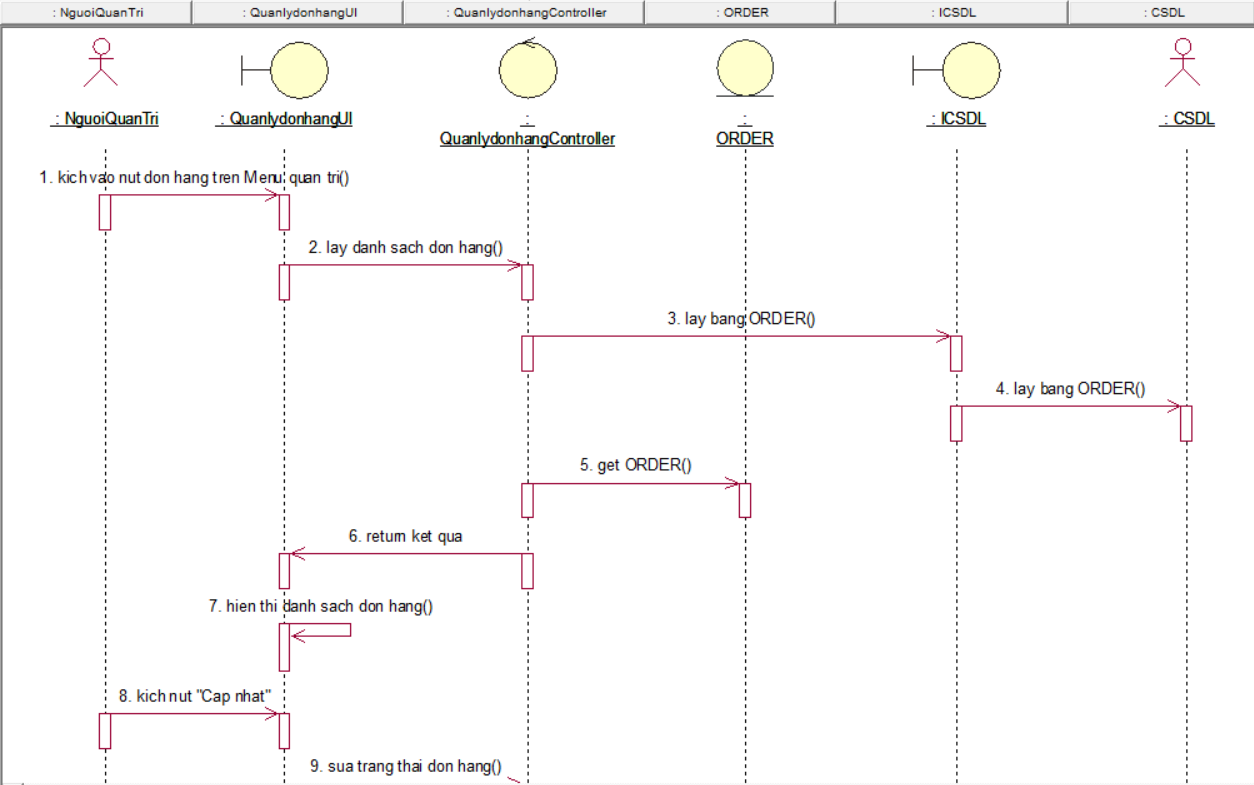 : NguoiQuanTri
: QuanlydonhangUI
: QuanlydonhangController
: ORDER
: ICSDL
: CSDL
: NguoiQuanTri
: QuanlydonhangUI
:
QuanlydonhangController
:
ORDER
: ICSDL
: CSDL
1. kich vao nut don hang tren Menu quan tri()
2. lay danh sach don hang()
3. lay bang ORDER()
4. lay bang ORDER()
5. get ORDER()
6. return ket qua
7. hien thi danh sach don hang()
8. kich nut "Cap nhat"
9. sua trang thai don hang()